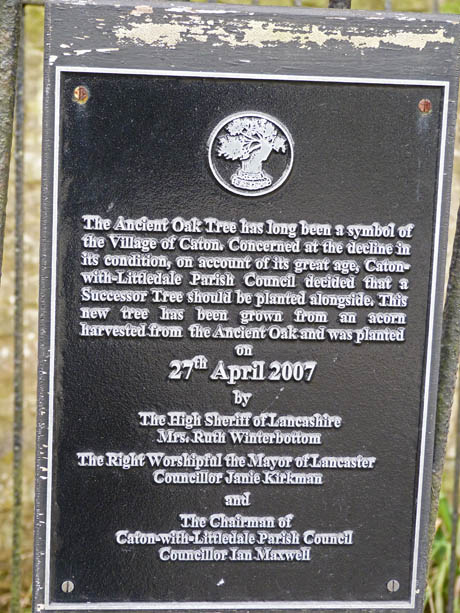 The Ancient Oak Tree has long been a symbol of
the Village of Caton. Concerned at the decline in
its condition, on account of its great age, Caton-
with-Littledale Parish Council decided that a
Successor Tree should be planted alongside. This
new tree has been grown from an acorn
harvested from the Ancient Oak and was planted
on
27th April 2007
by
The High Sheriff of Lancashire
Mrs. Ruth Winterbottom
The Right Worshipful the Mayor of Lancaster
Councillor Janie Kirkman
and
The Chairman of
Caton-with-Littledale Parish Council
Councillor Ian Maxwell